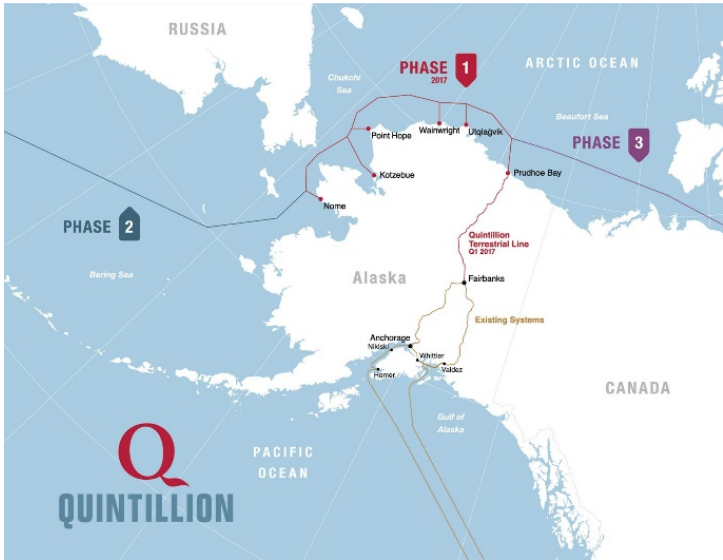 RUSSIA
ARCTIC OCEAN
PHASE 1
2017
Chukchi
Sea
Beaufort Sea
Point Hope
Wainwright
Utqiaġvik
PHASE 3
Kotzebue
Prudhoe Bay
Nome
PHASE 2
Quintillion
Terrestrial Line
Q1 2017
Bering Sea
Alaska
Fairbanks
Existing Systems
Anchorage
Nikiski
Whittier
Homer
Valdez
CANADA
Gulf of
Alaska
PACIFIC
OCEAN
Q
QUINTILLION